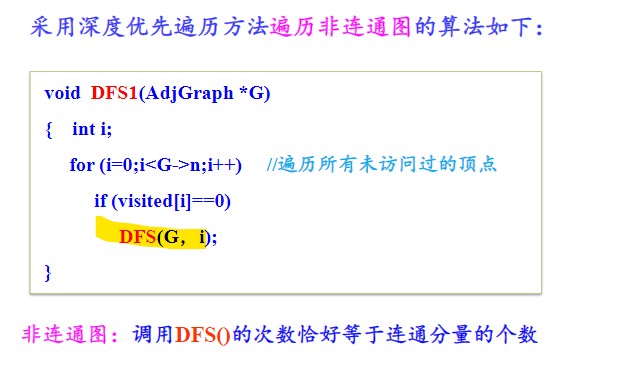 采用深度优先遍历方法遍历非连通图的算法如下：
void DFS1(AdjGraph *G)
{ int i;
for (i=0;i<G->n;i++) //遍历所有未访问过的顶点
if (visited[i]==0)
DFS(G，i);
}
非连通图：调用DFS()的次数恰好等于连通分量的个数